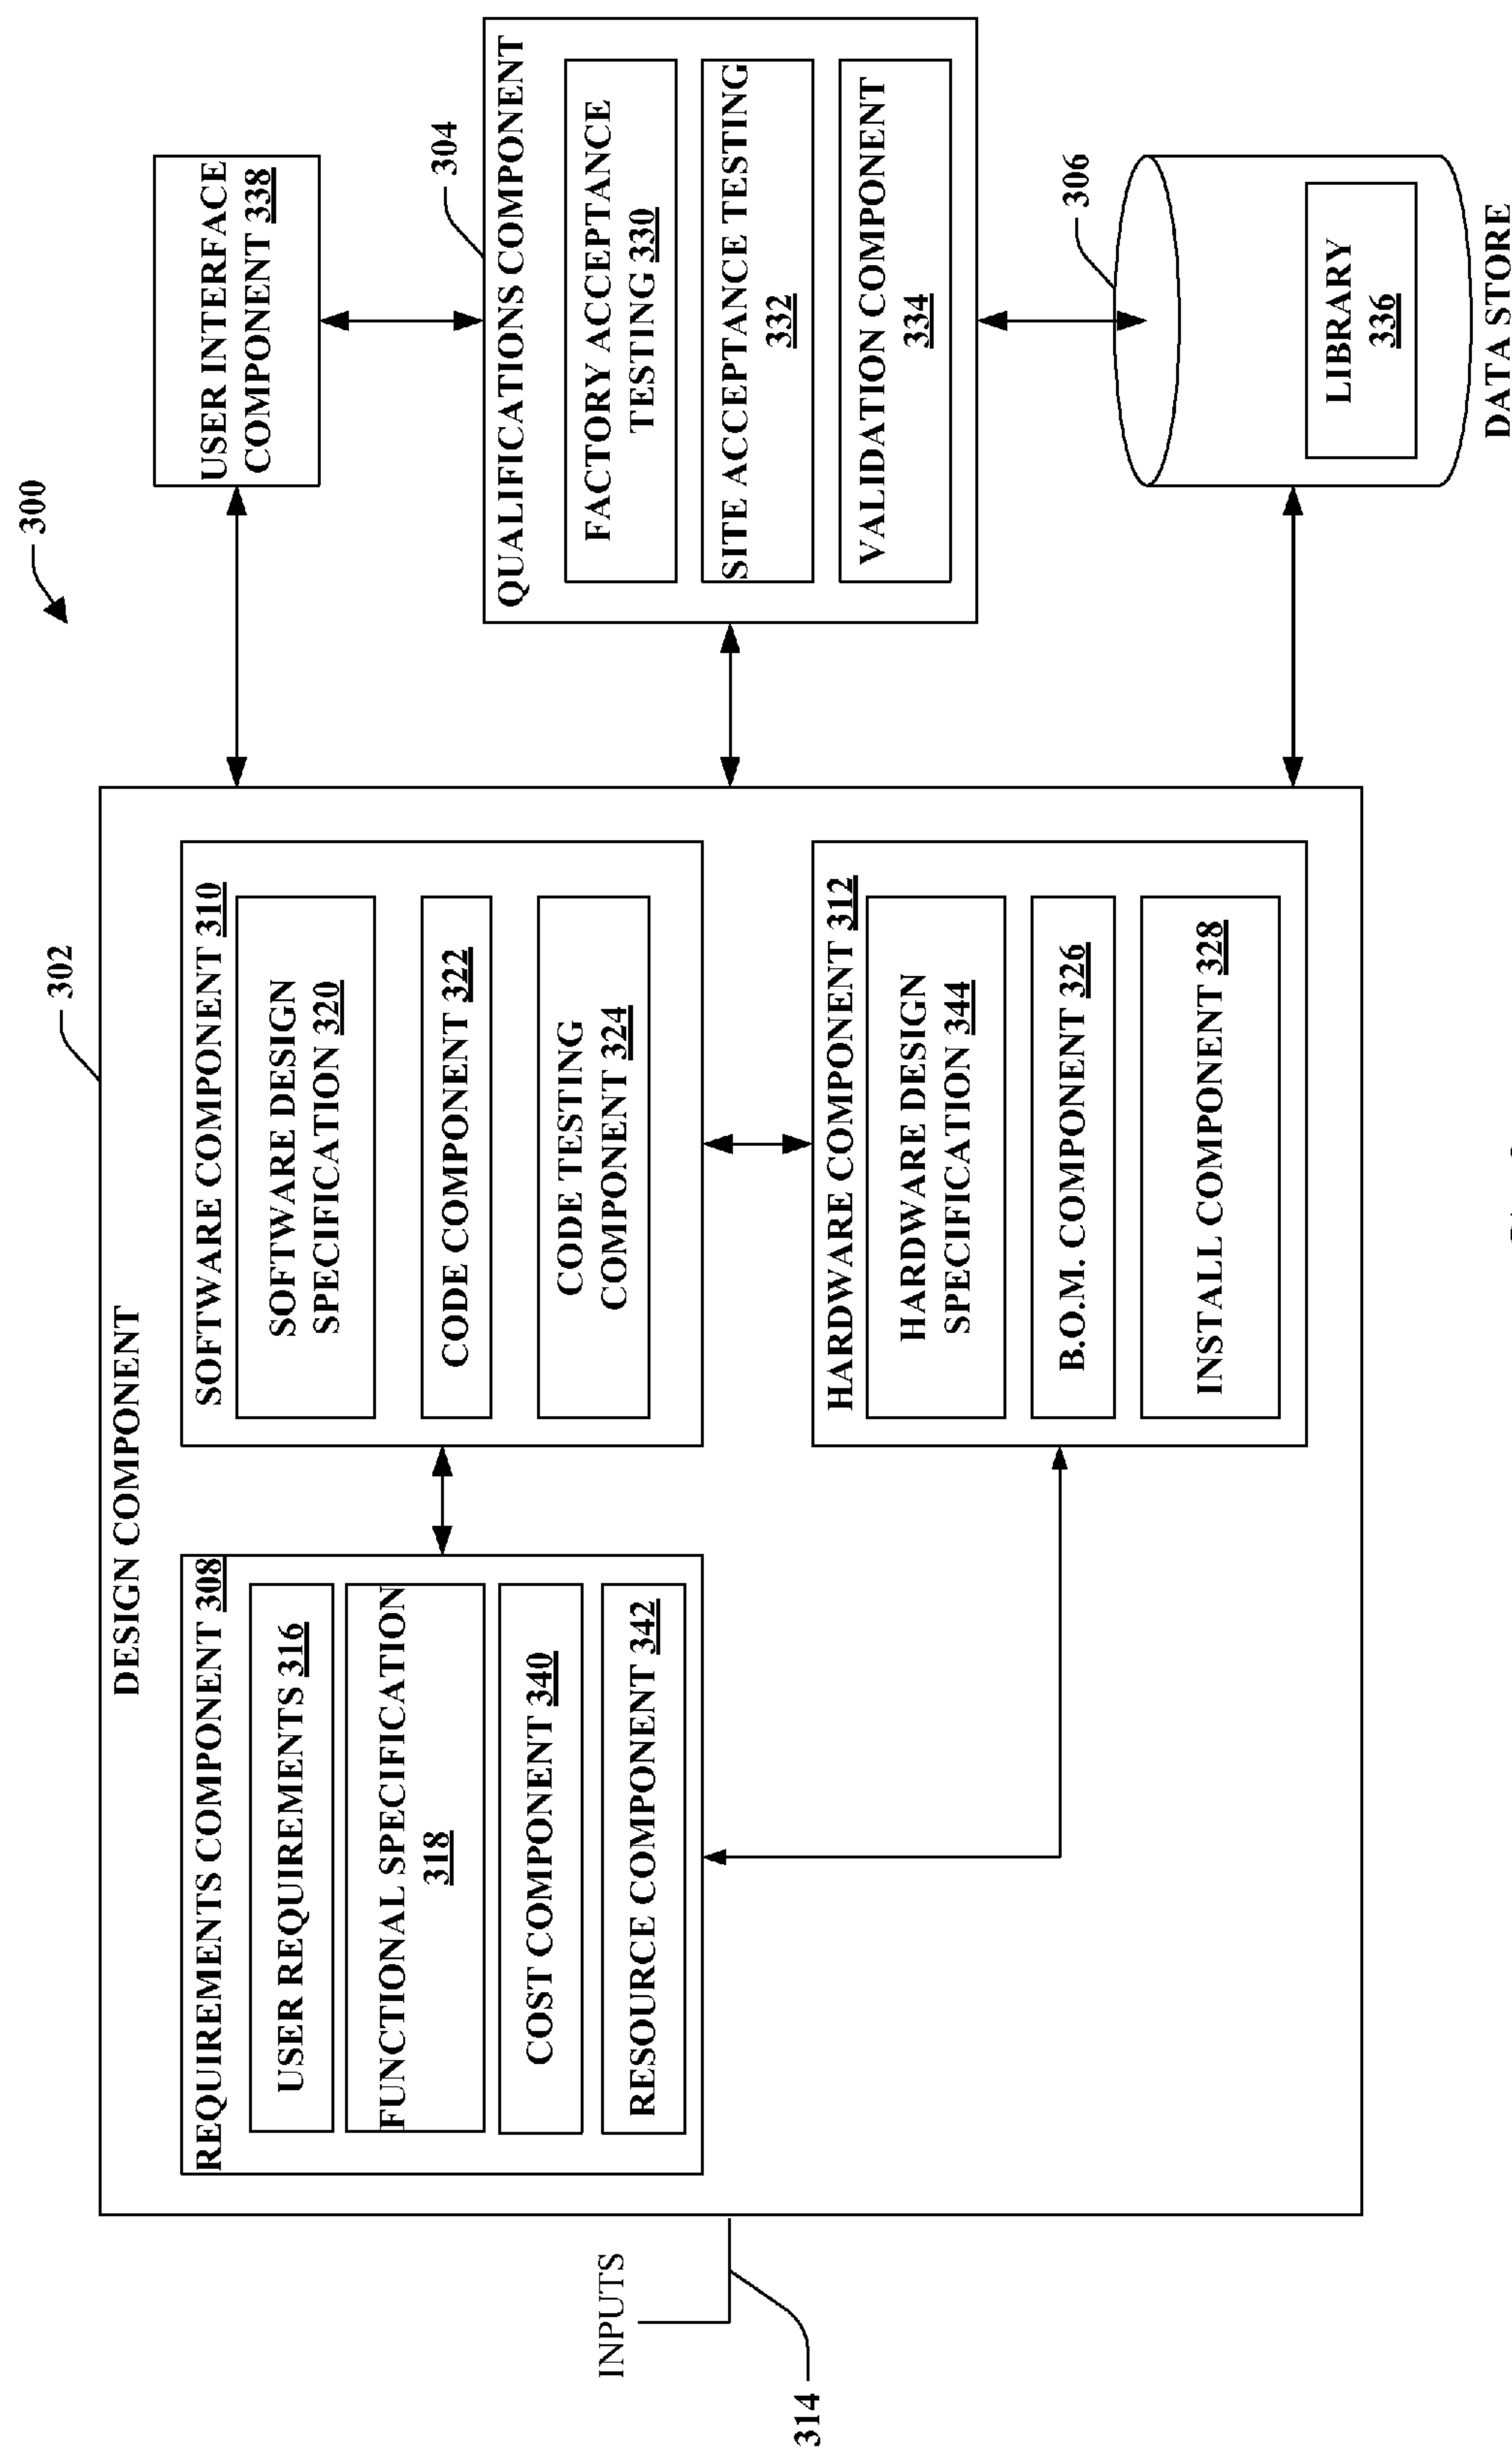 300
302
DESIGN COMPONENT
REQUIREMENTS COMPONENT 308
USER REQUIREMENTS 316
FUNCTIONAL SPECIFICATION
318
COST COMPONENT 340
RESOURCE COMPONENT 342
SOFTWARE COMPONENT 310
SOFTWARE DESIGN
SPECIFICATION 320
CODE COMPONENT 322
CODE TESTING
COMPONENT 324
HARDWARE COMPONENT 312
HARDWARE DESIGN
SPECIFICATION 344
B.O.M. COMPONENT 326
INSTALL COMPONENT 328
INPUTS
314
USER INTERFACE
COMPONENT 338
304
QUALIFICATIONS COMPONENT
FACTORY ACCEPTANCE
TESTING 330
SITE ACCEPTANCE TESTING
332
VALIDATION COMPONENT
334
306
LIBRARY
336
DATA STORE